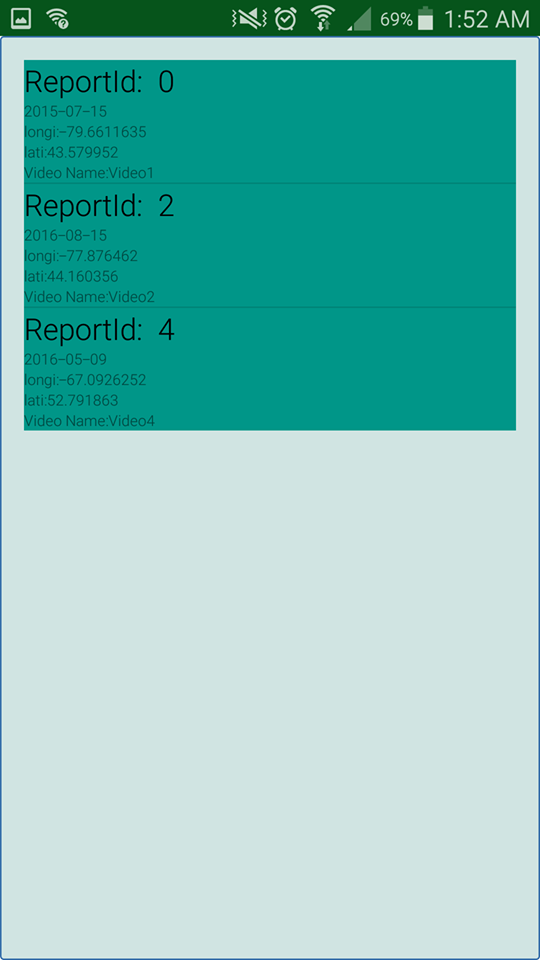 69% 1:52 AM
ReportId: 0
2015-07-15
longi:-79.6611635
lati:43.579952
Video Name:Video1
ReportId: 2
2016-08-15
longi:-77.876462
lati:44.160356
Video Name:Video2
ReportId: 4
2016-05-09
longi:-67.0926252
lati:52.791863
Video Name:Video4